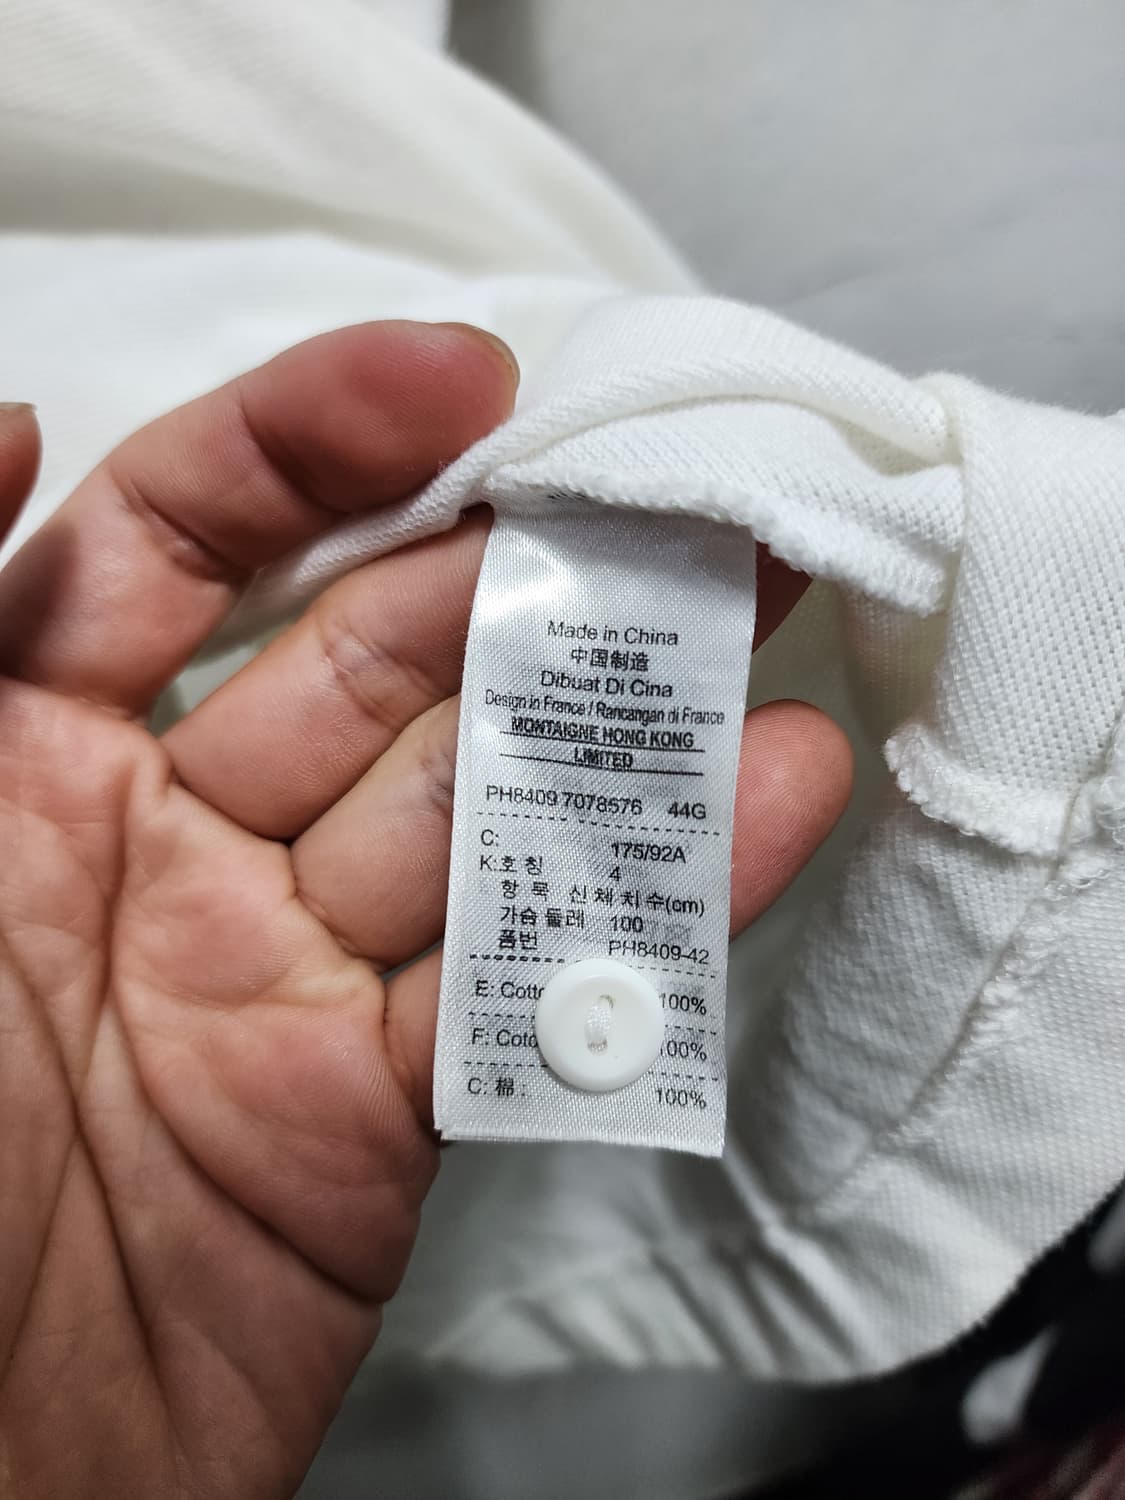 Made in China
中国制造
Dibuat Di Cina
Design in France / Rancangan di France
MONTAIGNE HONG KONG
LIMITED
PH8409 7078576 44G
C: 175/92A
K:호 칭 4
항 목 신 체 치 수(cm)
가슴 둘레 100
품번 PH8409-42
E: 100%
F: 100%
C: 棉 : 100%